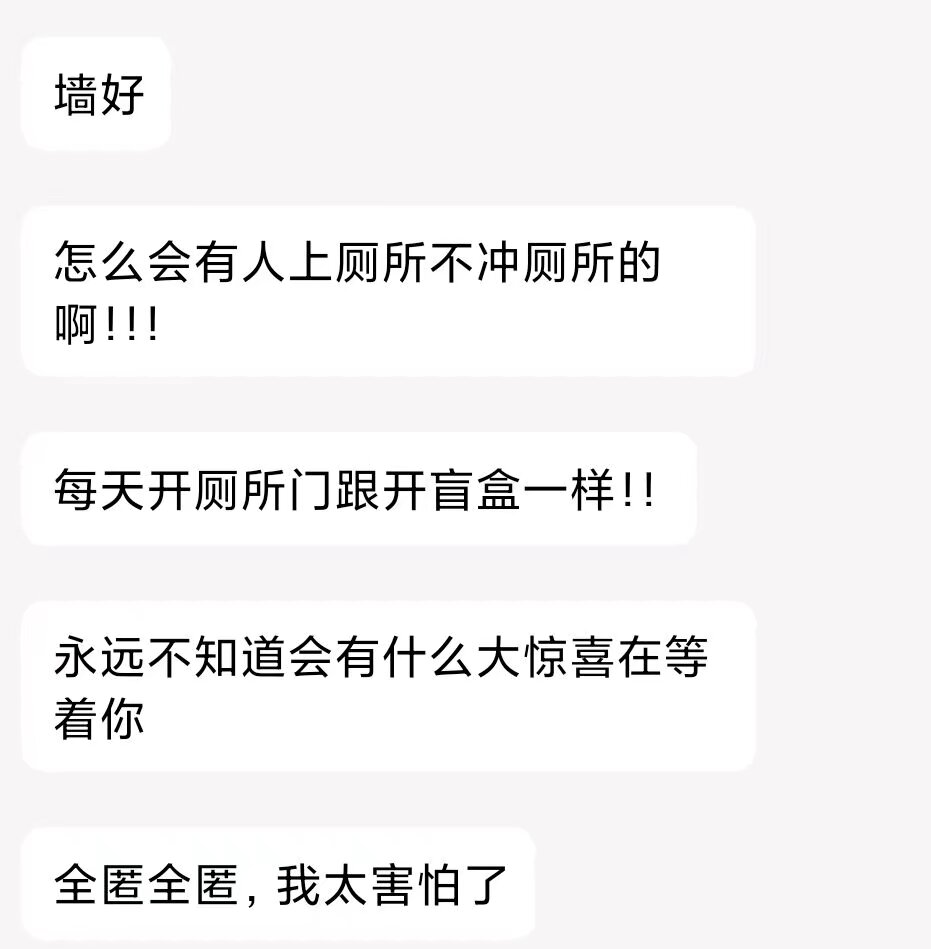 墙好
怎么会有人上厕所不冲厕所的
啊!!!
每天开厕所门跟开盲盒一样!!
永远不知道会有什么大惊喜在等
着你
全匿全匿,我太害怕了